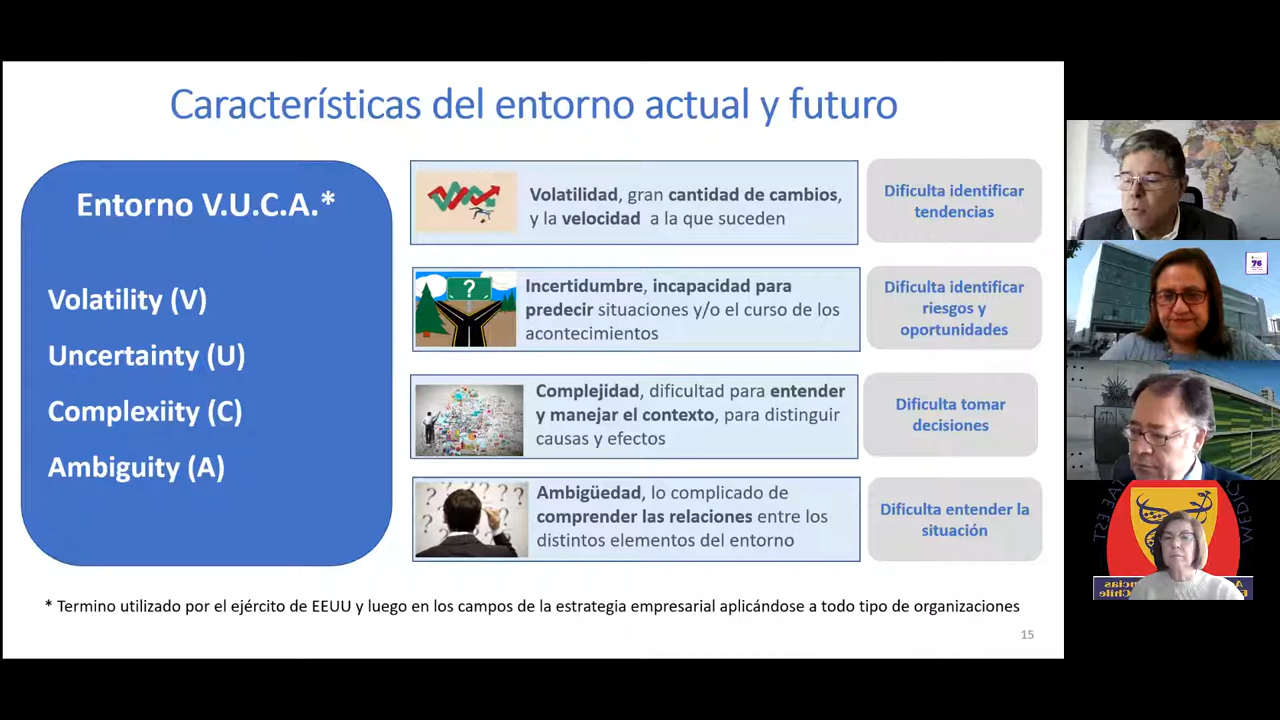 Características del entorno actual y futuro
Entorno V.U.C.A.*
Volatility (V)
Uncertainty (U)
Complexiity (C)
Ambiguity (A)
Volatilidad, gran cantidad de cambios,
y la velocidad a la que suceden
Dificulta identificar
tendencias
?
Incertidumbre, incapacidad para
predecir situaciones y/o el curso de los
acontecimientos
Dificulta identificar
riesgos y
oportunidades
Complejidad, dificultad para entender
y manejar el contexto, para distinguir
causas y efectos
Dificulta tomar
decisiones
Ambigüedad, lo complicado de
comprender las relaciones entre los
distintos elementos del entorno
Dificulta entender la
situación
* Termino utilizado por el ejército de EEUU y luego en los campos de la estrategia empresarial aplicándose a todo tipo de organizaciones
15
76